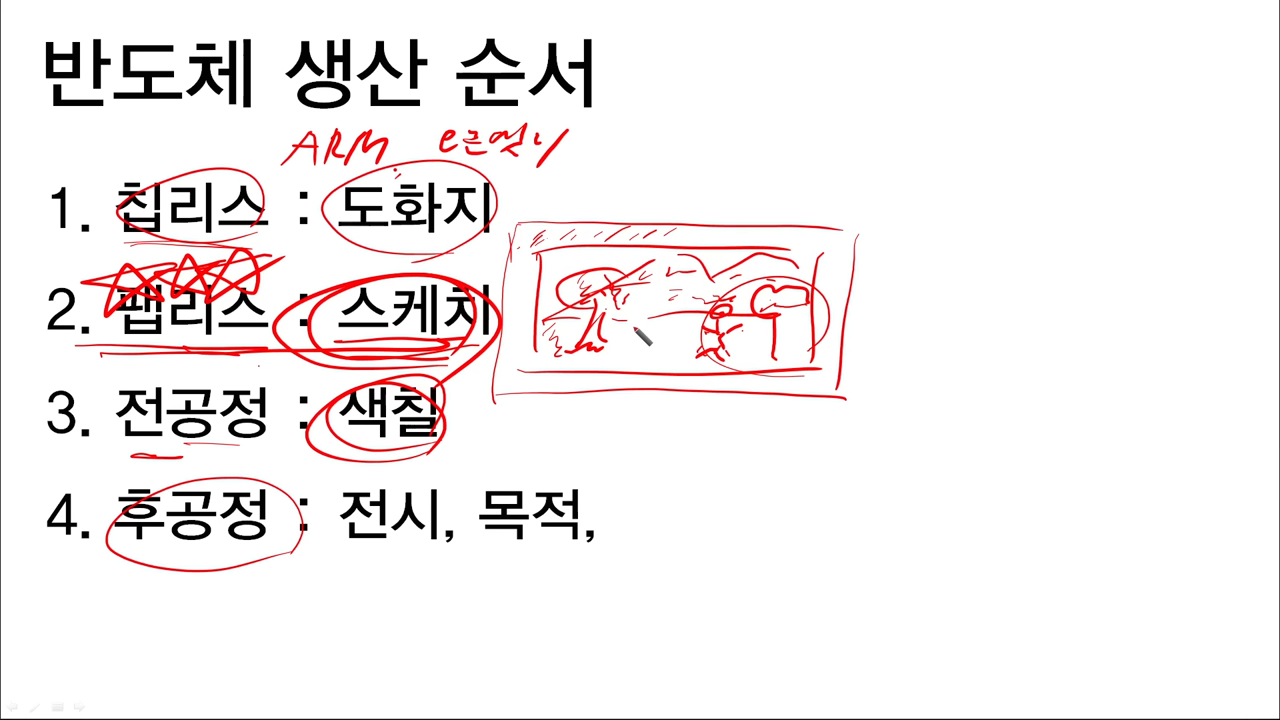 반도체 생산 순서
ARM
1. 칩리스 : 도화지
2. 팹리스 : 스케치
3. 전공정 : 색칠
4. 후공정 : 전시, 목적,